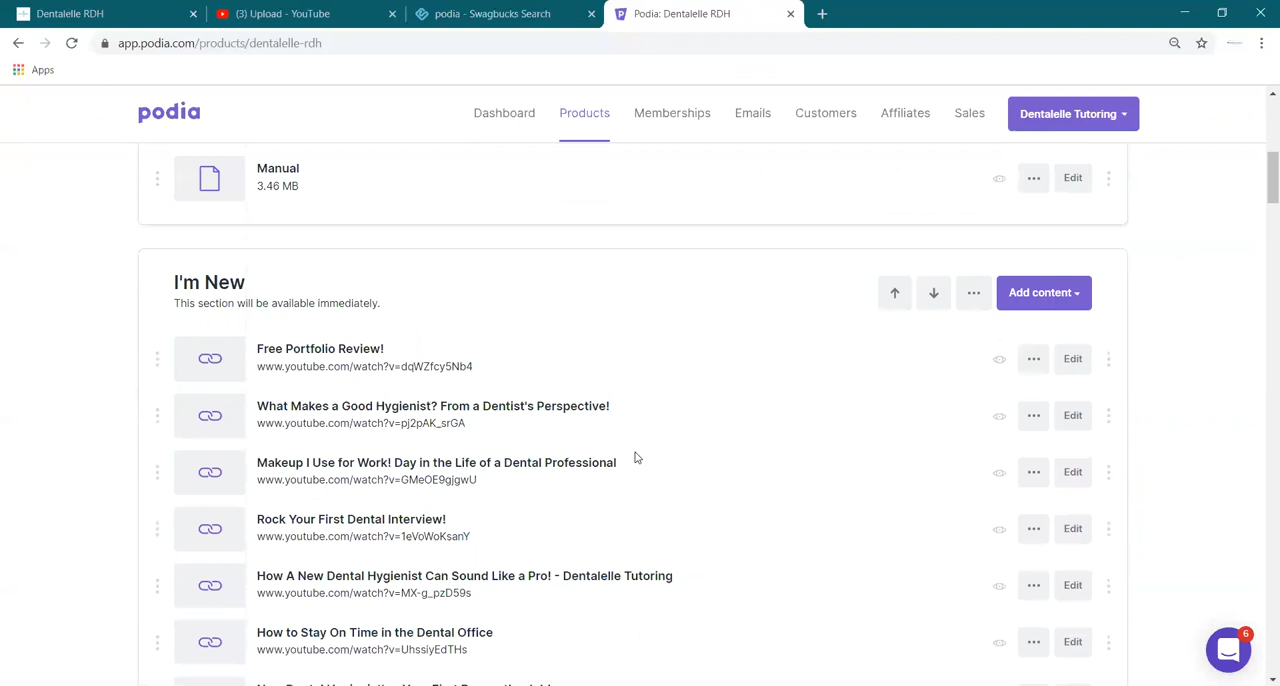 Dentalelle RDH
(3) Upload - YouTube
podia - Swagbucks Search
Podia: Dentalelle RDH
app.podia.com/products/dentalelle-rdh
Apps
podia
Dashboard
Products
Memberships
Emails
Customers
Affiliates
Sales
Dentalelle Tutoring
Manual
3.46 MB
Edit
I'm New
This section will be available immediately.
Add content
Free Portfolio Review!
www.youtube.com/watch?v=dqWZfcy5Nb4
Edit
What Makes a Good Hygienist? From a Dentist's Perspective!
www.youtube.com/watch?v=pj2pAK_srGA
Edit
Makeup I Use for Work! Day in the Life of a Dental Professional
www.youtube.com/watch?v=GMeOE9gjgwU
Edit
Rock Your First Dental Interview!
www.youtube.com/watch?v=1eVoWoKsanY
Edit
How A New Dental Hygienist Can Sound Like a Pro! - Dentalelle Tutoring
www.youtube.com/watch?v=MX-g_pzD59s
Edit
How to Stay On Time in the Dental Office
www.youtube.com/watch?v=UhssiyEdTHs
Edit
6